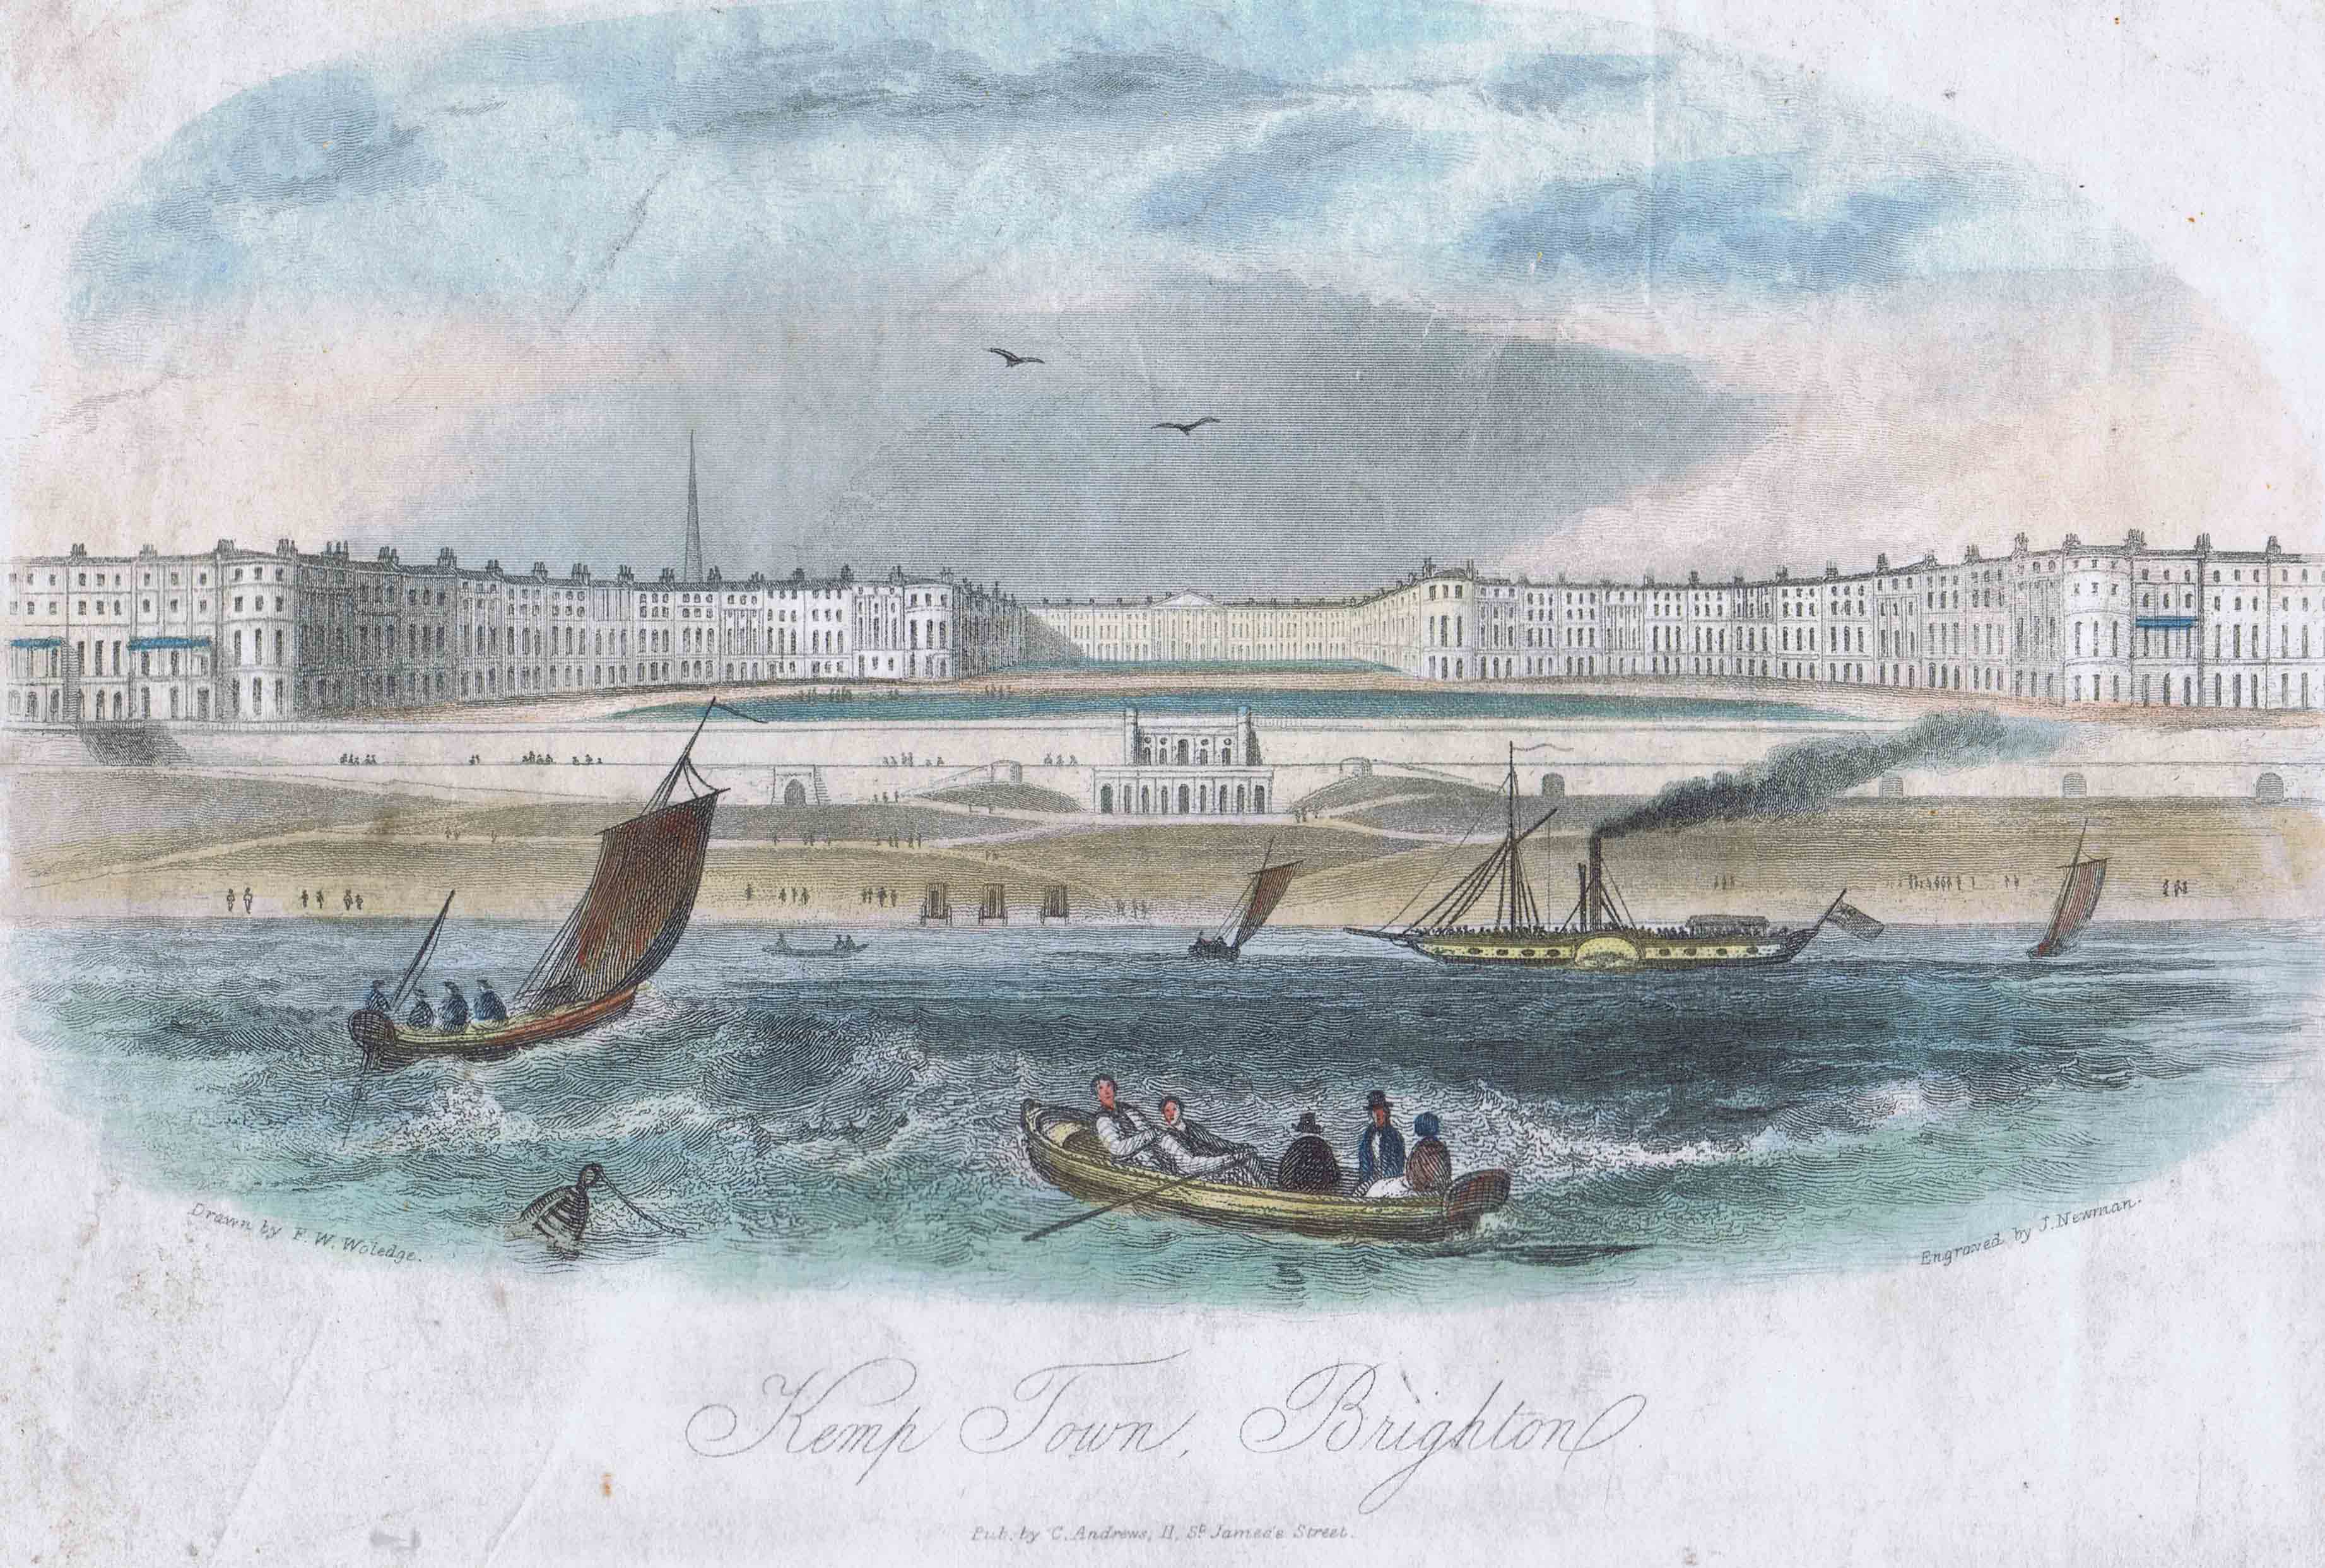 Drawn by F. W. Woledge.
Engraved by J. Newman.
Kemp Town, Brighton
Pub. by C. Andrews, 11, St. James's Street.